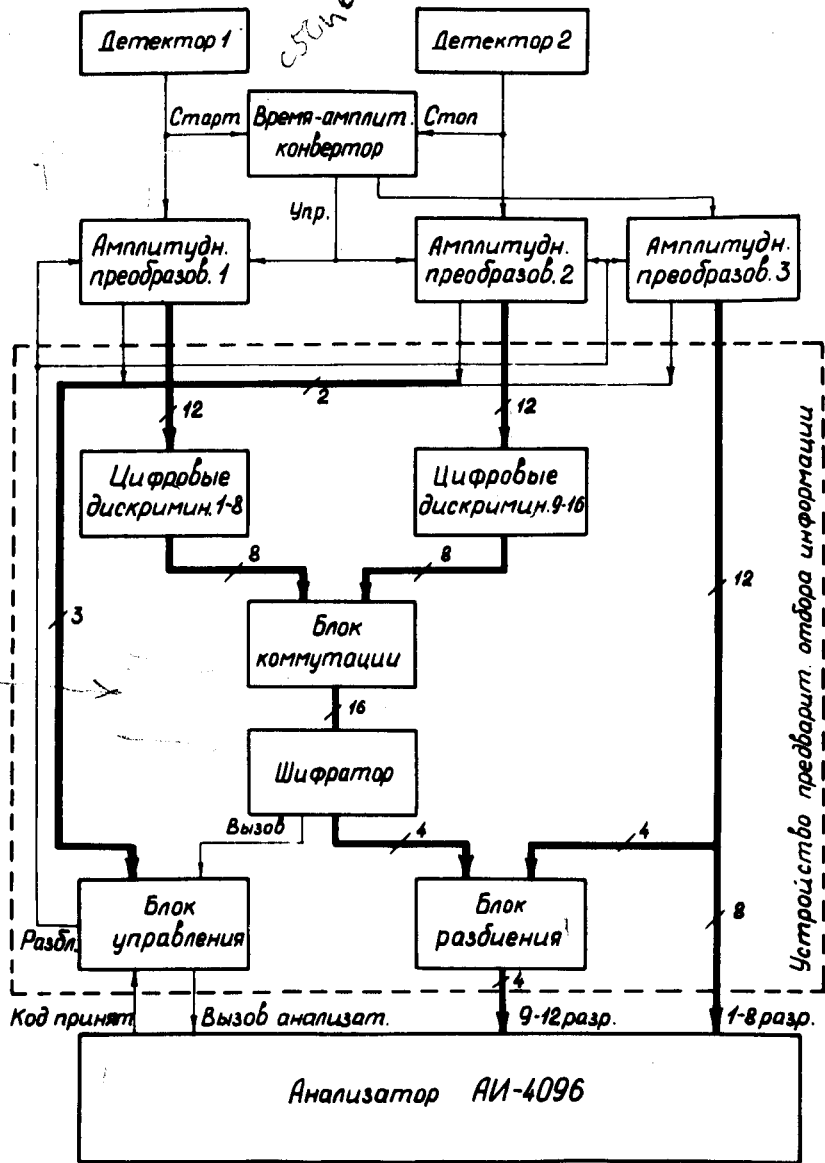 Детектор 1
Детектор 2
Старт
Время-амплит.
конвертор
Стоп
Упр.
Амплитудн.
преобразов. 1
Амплитудн.
преобразов. 2
Амплитудн.
преобразов. 3
2
12
12
Цифровые
дискримин. 1-8
Цифровые
дискримин. 9-16
8
8
12
3
Блок
коммутации
16
Шифратор
Вызов
4
4
Блок
управления
Блок
разбиения
8
Разбл.
4
Устройство предварит. отбора информации
Код принят
Вызов анализат.
9-12 разр.
1-8 разр.
Анализатор АИ-4096